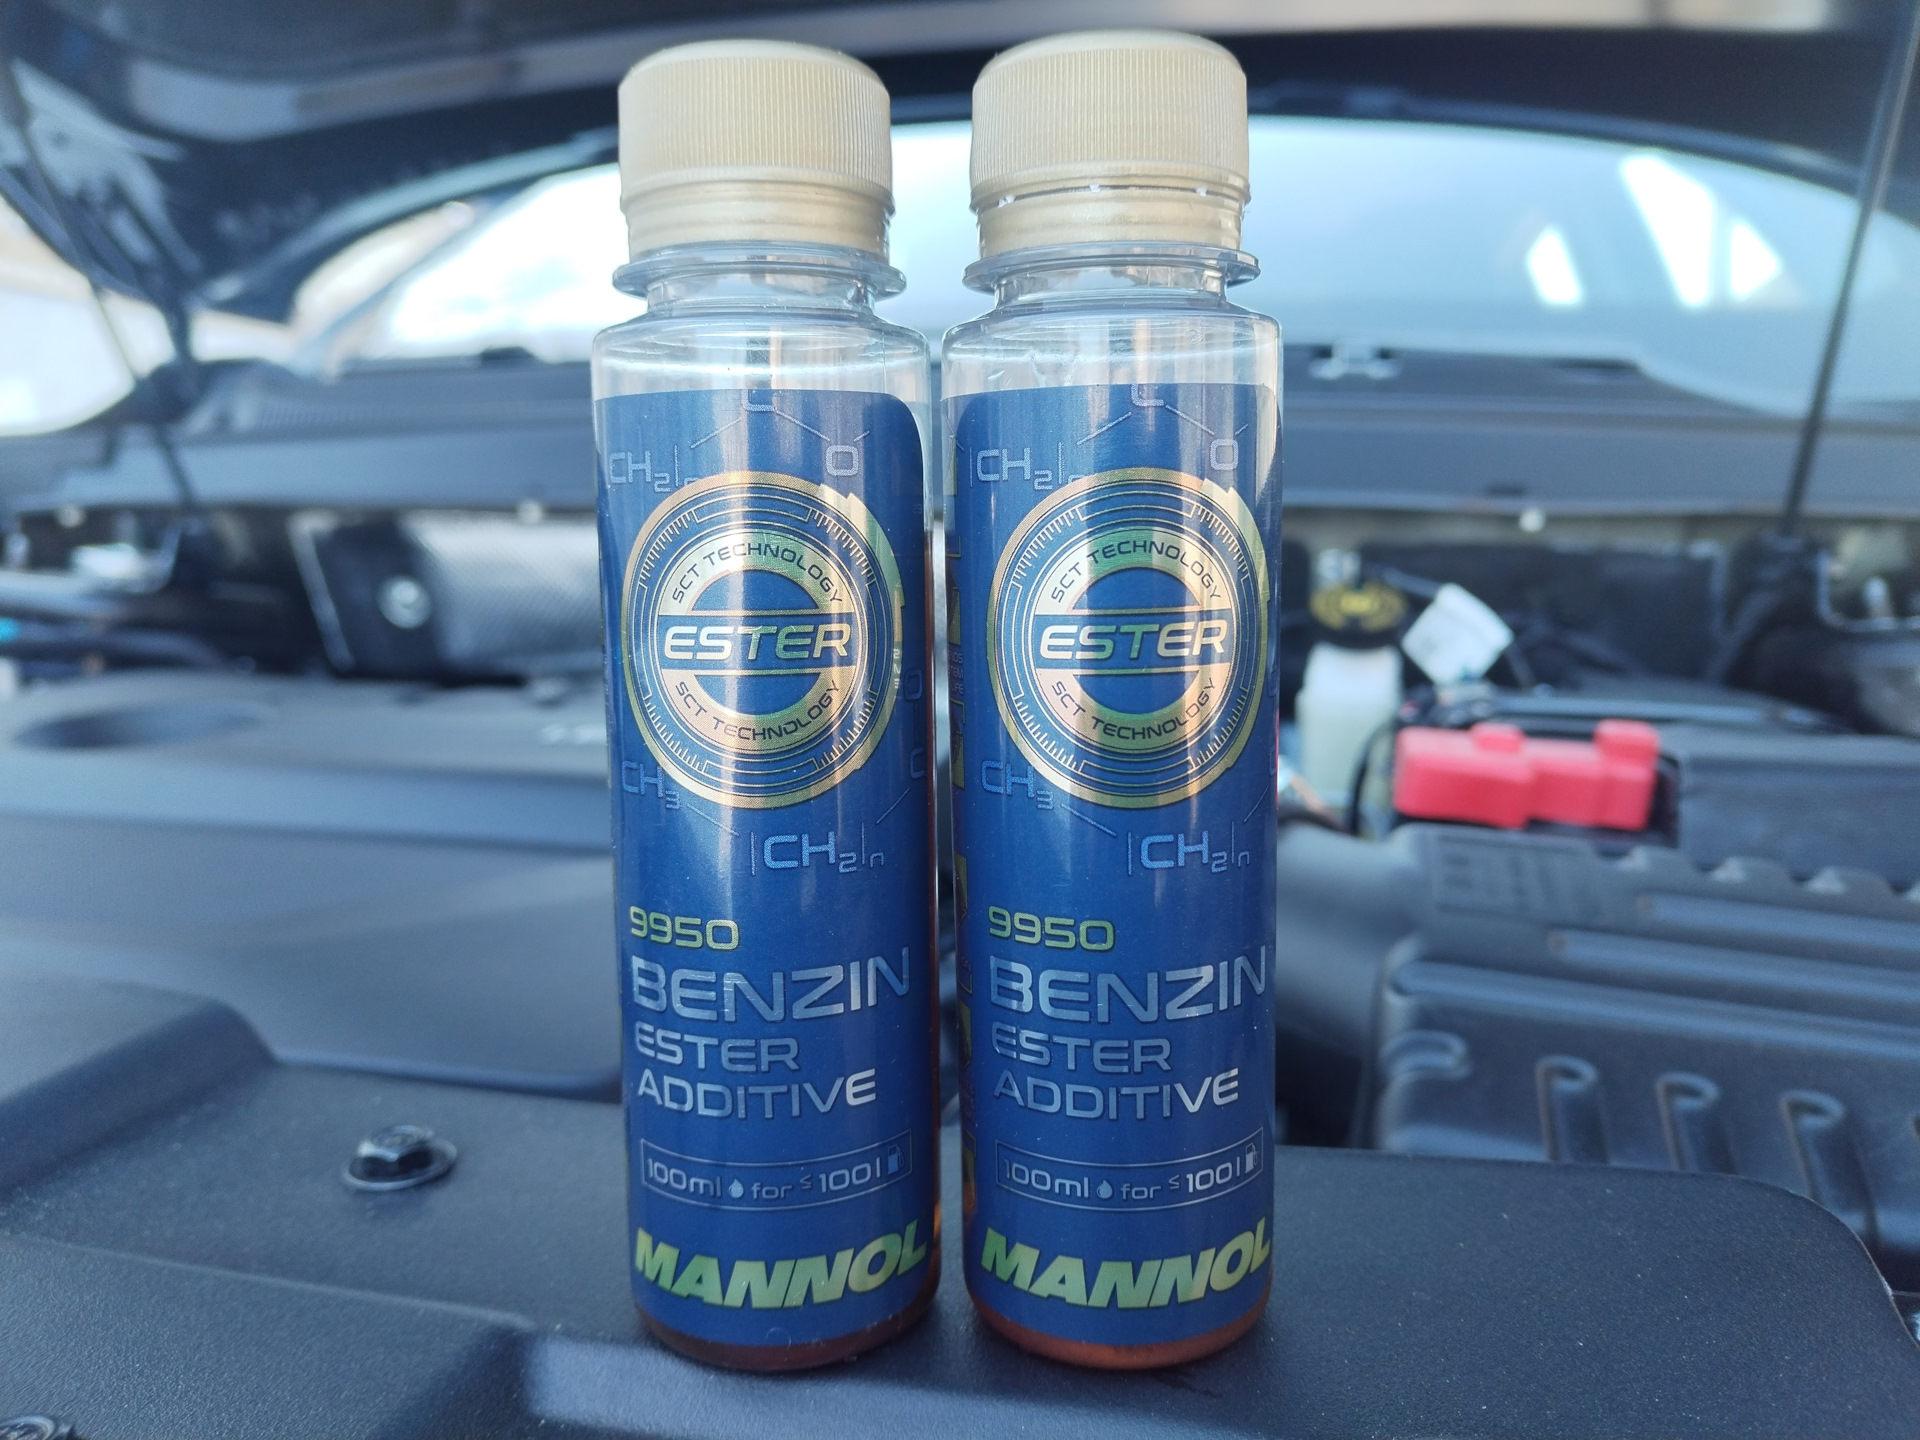 C
CH2|n
O
SCT TECHNOLOGY
ESTER
SCT TECHNOLOGY
CH3
|CH2|n
9950
BENZIN
ESTER
ADDITIVE
100ml for ≤100l
MANNOL
C
|CH2|n
O
SCT TECHNOLOGY
ESTER
SCT TECHNOLOGY
CH3
|CH2|n
9950
BENZIN
ESTER
ADDITIVE
100ml for ≤100l
MANNOL